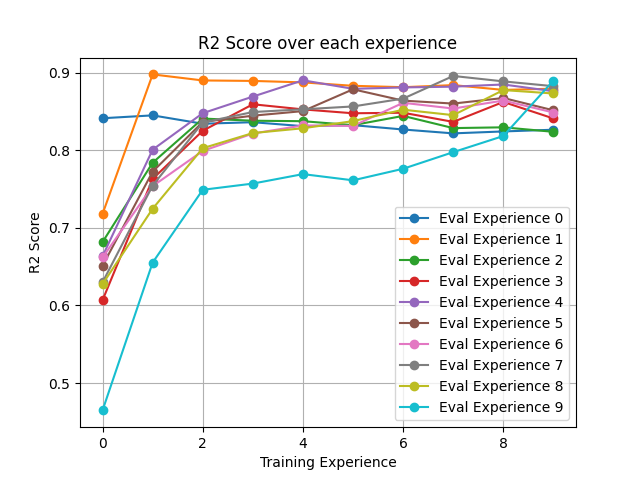 R2 Score over each experience
R2 Score
0.9
0.8
0.7
0.6
0.5
0
2
4
6
8
Training Experience
Eval Experience 0
Eval Experience 1
Eval Experience 2
Eval Experience 3
Eval Experience 4
Eval Experience 5
Eval Experience 6
Eval Experience 7
Eval Experience 8
Eval Experience 9